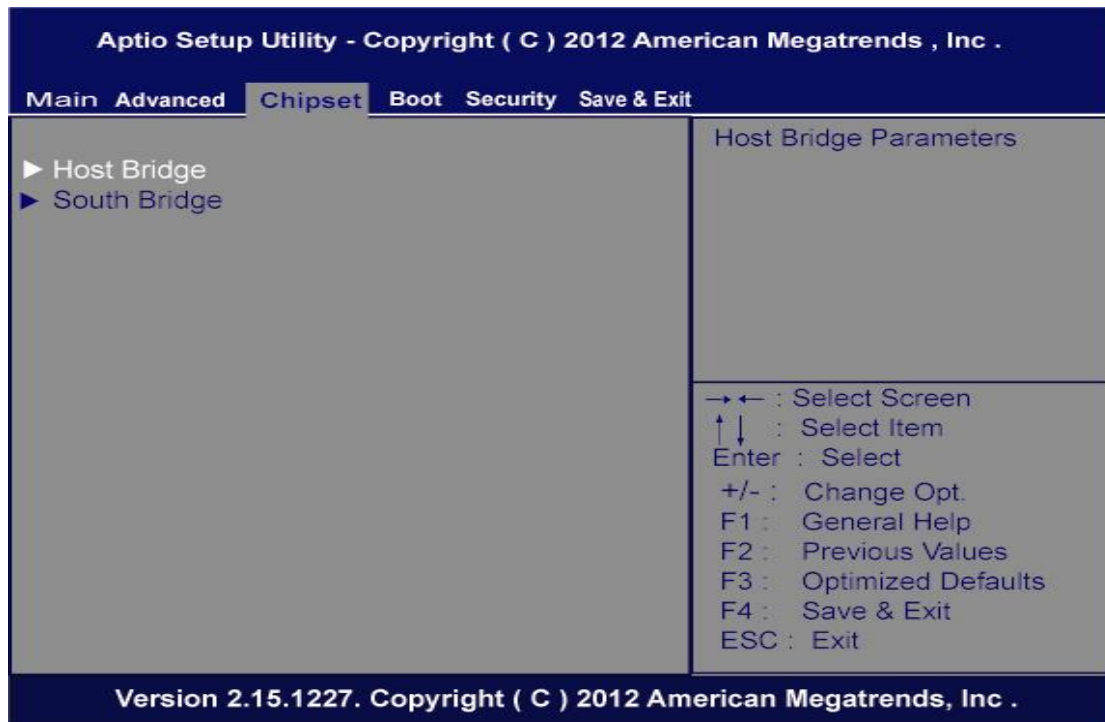 Aptio Setup Utility - Copyright ( C ) 2012 American Megatrends , Inc .
Main Advanced Chipset Boot Security Save & Exit
► Host Bridge
► South Bridge
Host Bridge Parameters
→ ← : Select Screen
↑ ↓ : Select Item
Enter : Select
+/- : Change Opt.
F1 : General Help
F2 : Previous Values
F3 : Optimized Defaults
F4 : Save & Exit
ESC : Exit
Version 2.15.1227. Copyright ( C ) 2012 American Megatrends, Inc .